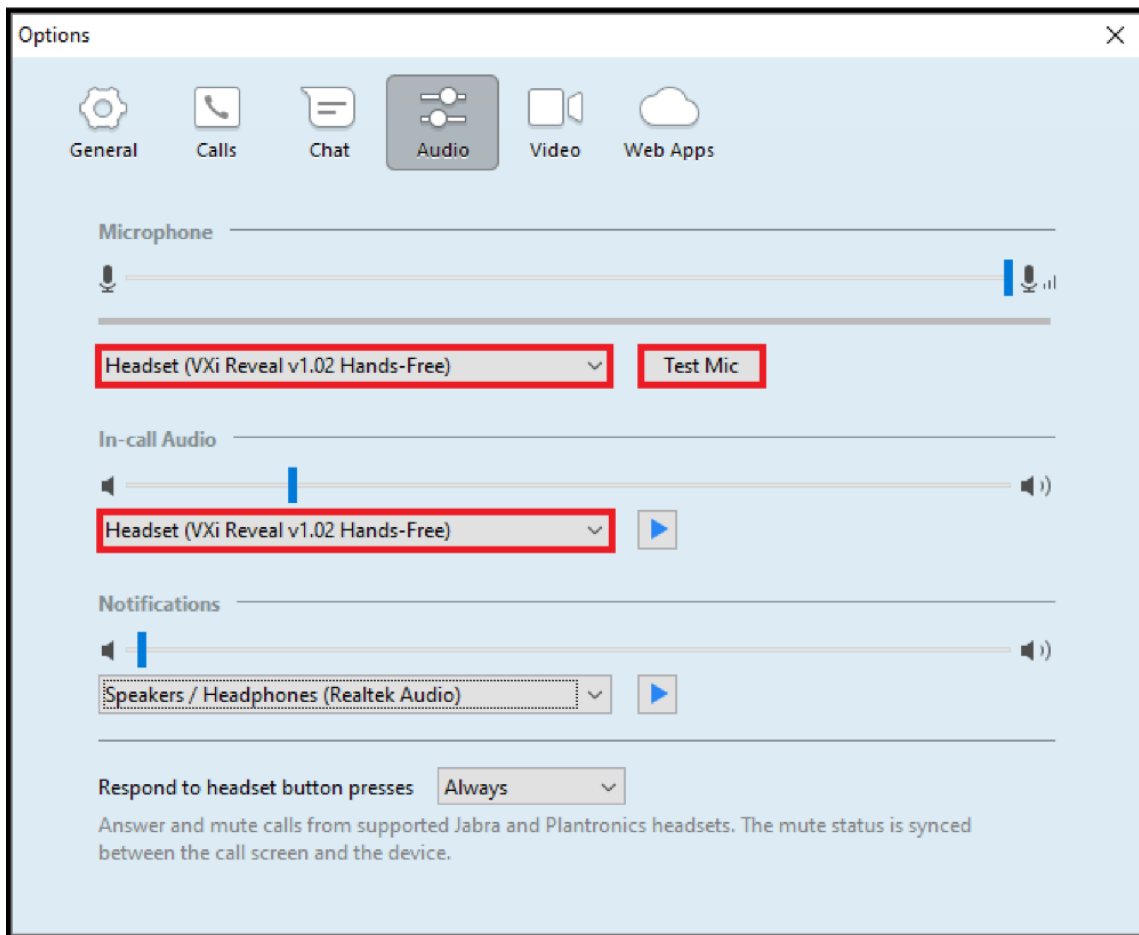 Options
General
Calls
Chat
Audio
Video
Web Apps
Microphone
Headset (VXi Reveal v1.02 Hands-Free)
Test Mic
In-call Audio
Headset (VXi Reveal v1.02 Hands-Free)
Notifications
Speakers / Headphones (Realtek Audio)
Respond to headset button presses
Always
Answer and mute calls from supported Jabra and Plantronics headsets. The mute status is synced
between the call screen and the device.